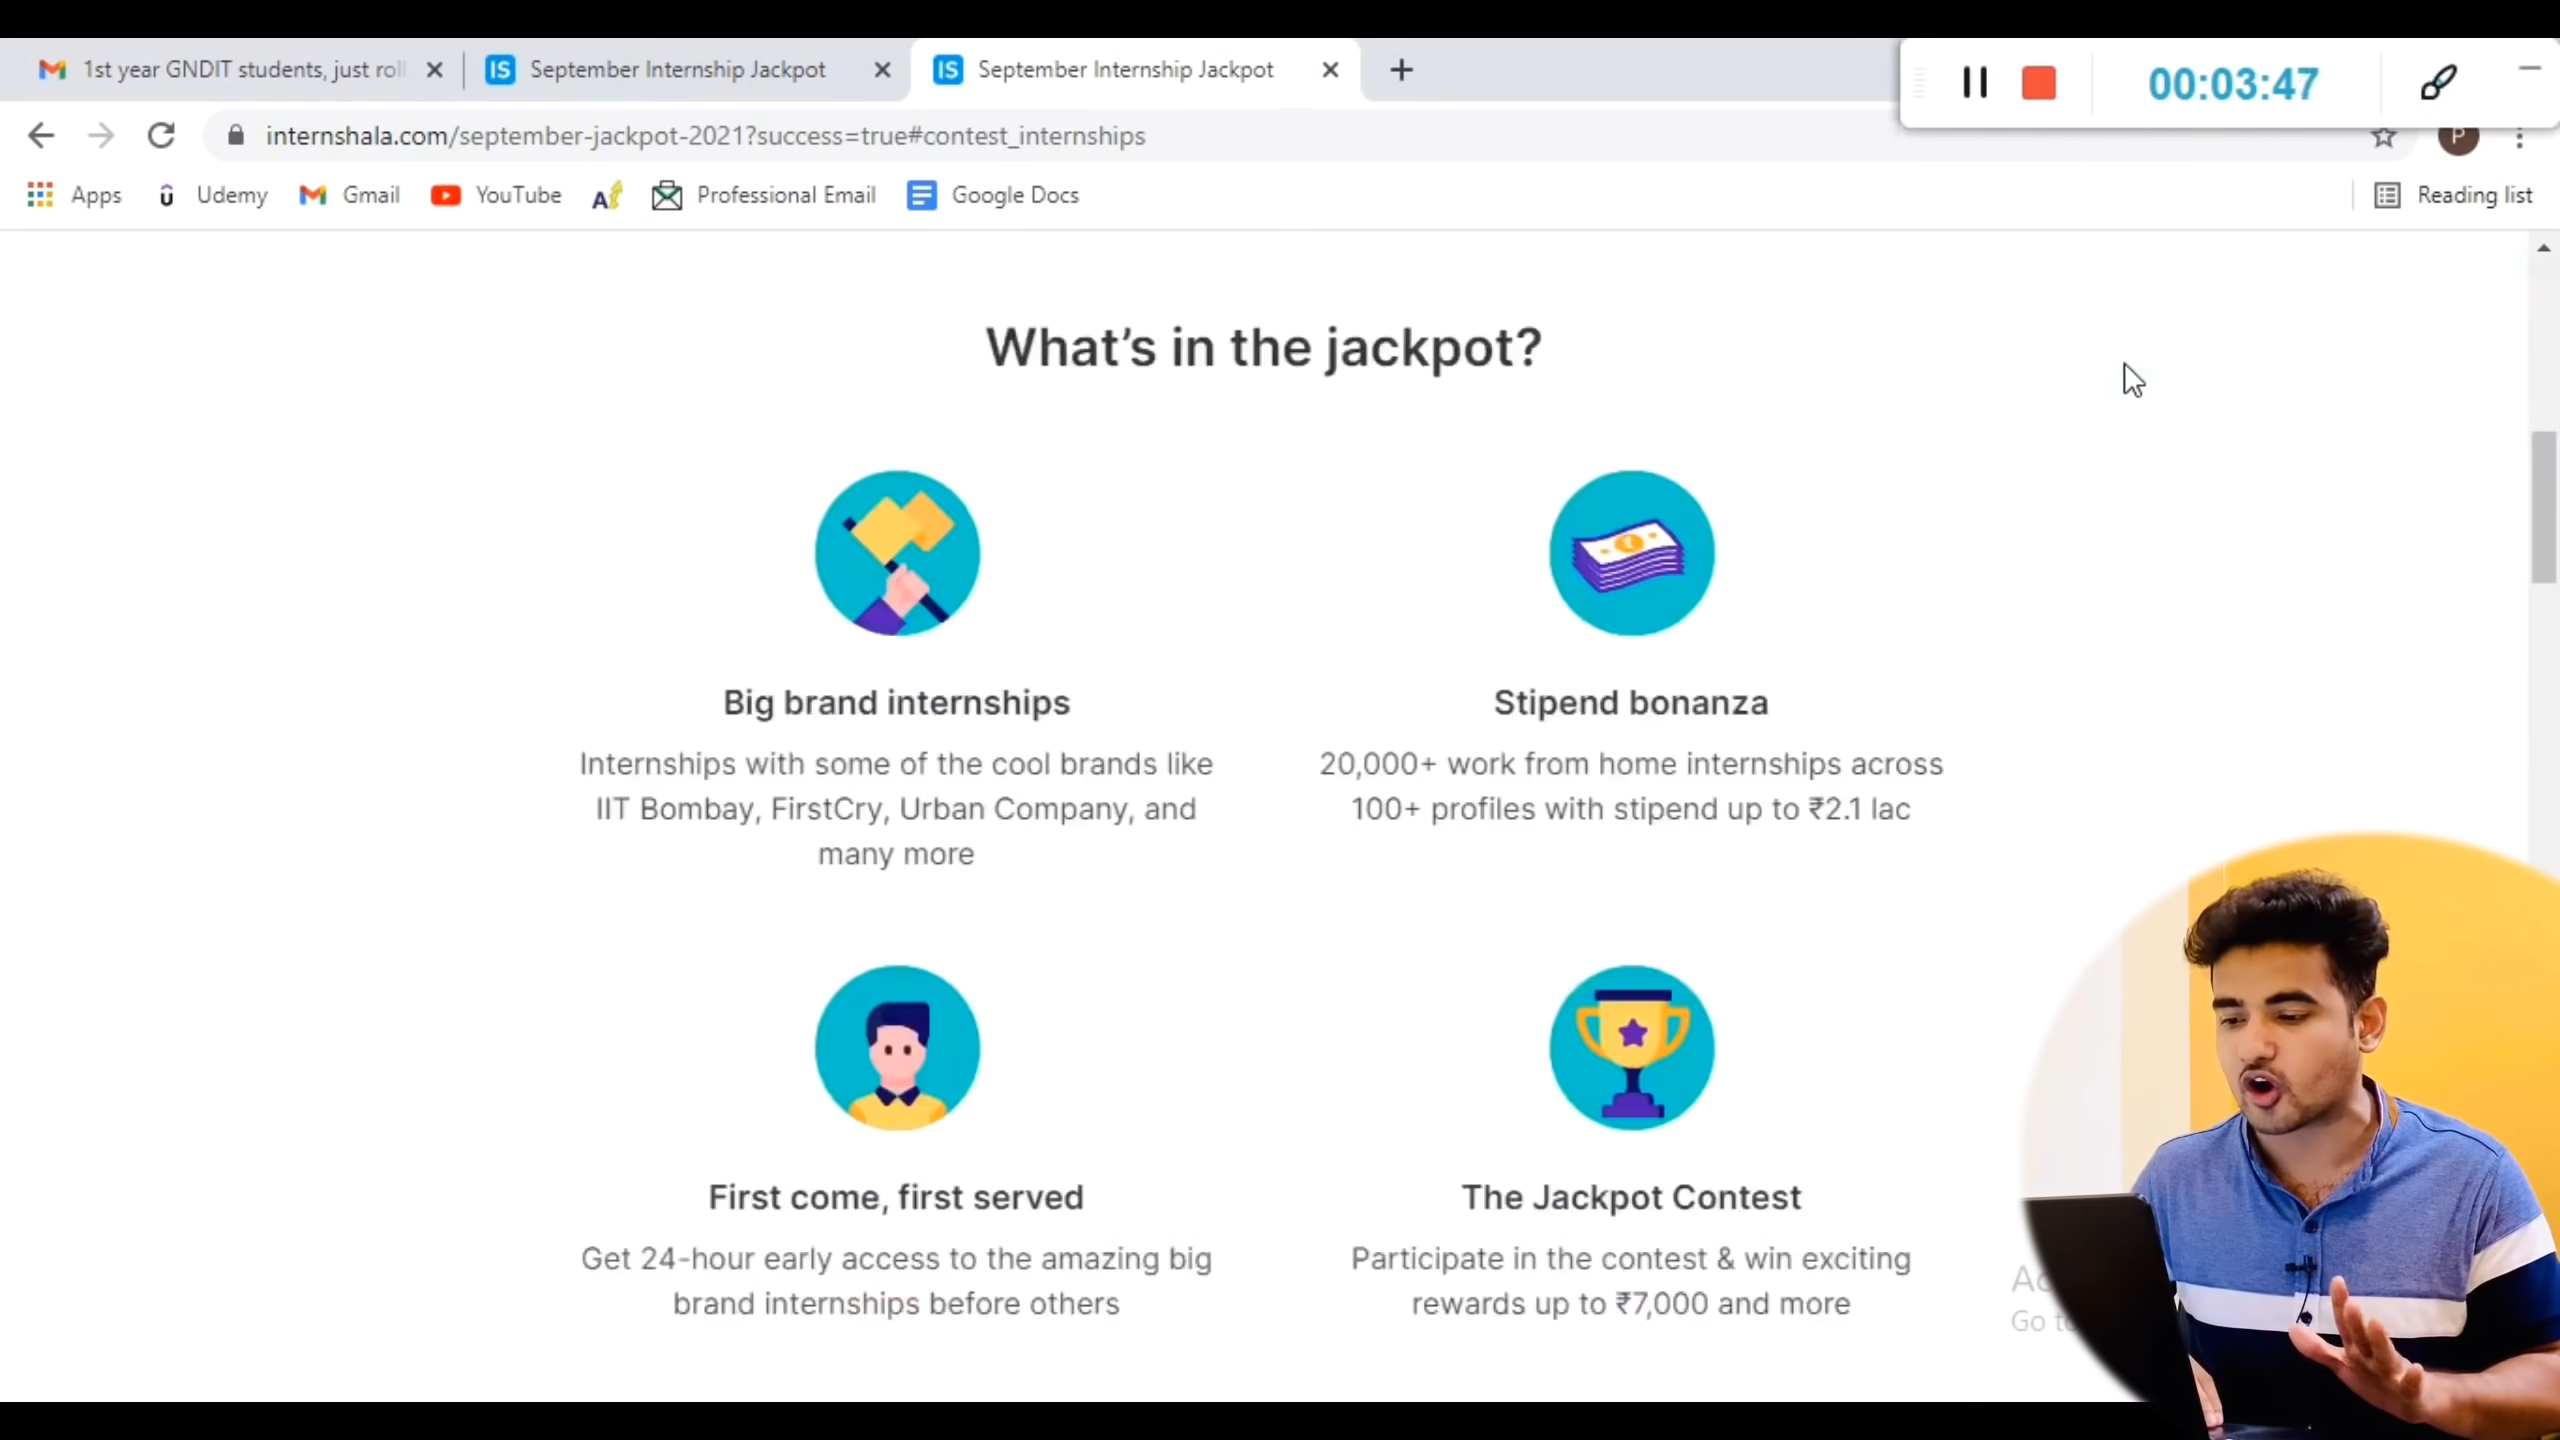 1st year GNDIT students, just rol
September Internship Jackpot
September Internship Jackpot
00:03:47
internshala.com/september-jackpot-2021?success=true#contest_internships
P
Apps
Udemy
Gmail
YouTube
Professional Email
Google Docs
Reading list
What's in the jackpot?
Big brand internships
Internships with some of the cool brands like
IIT Bombay, FirstCry, Urban Company, and
many more
Stipend bonanza
20,000+ work from home internships across
100+ profiles with stipend up to ₹2.1 lac
First come, first served
Get 24-hour early access to the amazing big
brand internships before others
The Jackpot Contest
Participate in the contest & win exciting
rewards up to ₹7,000 and more
Go